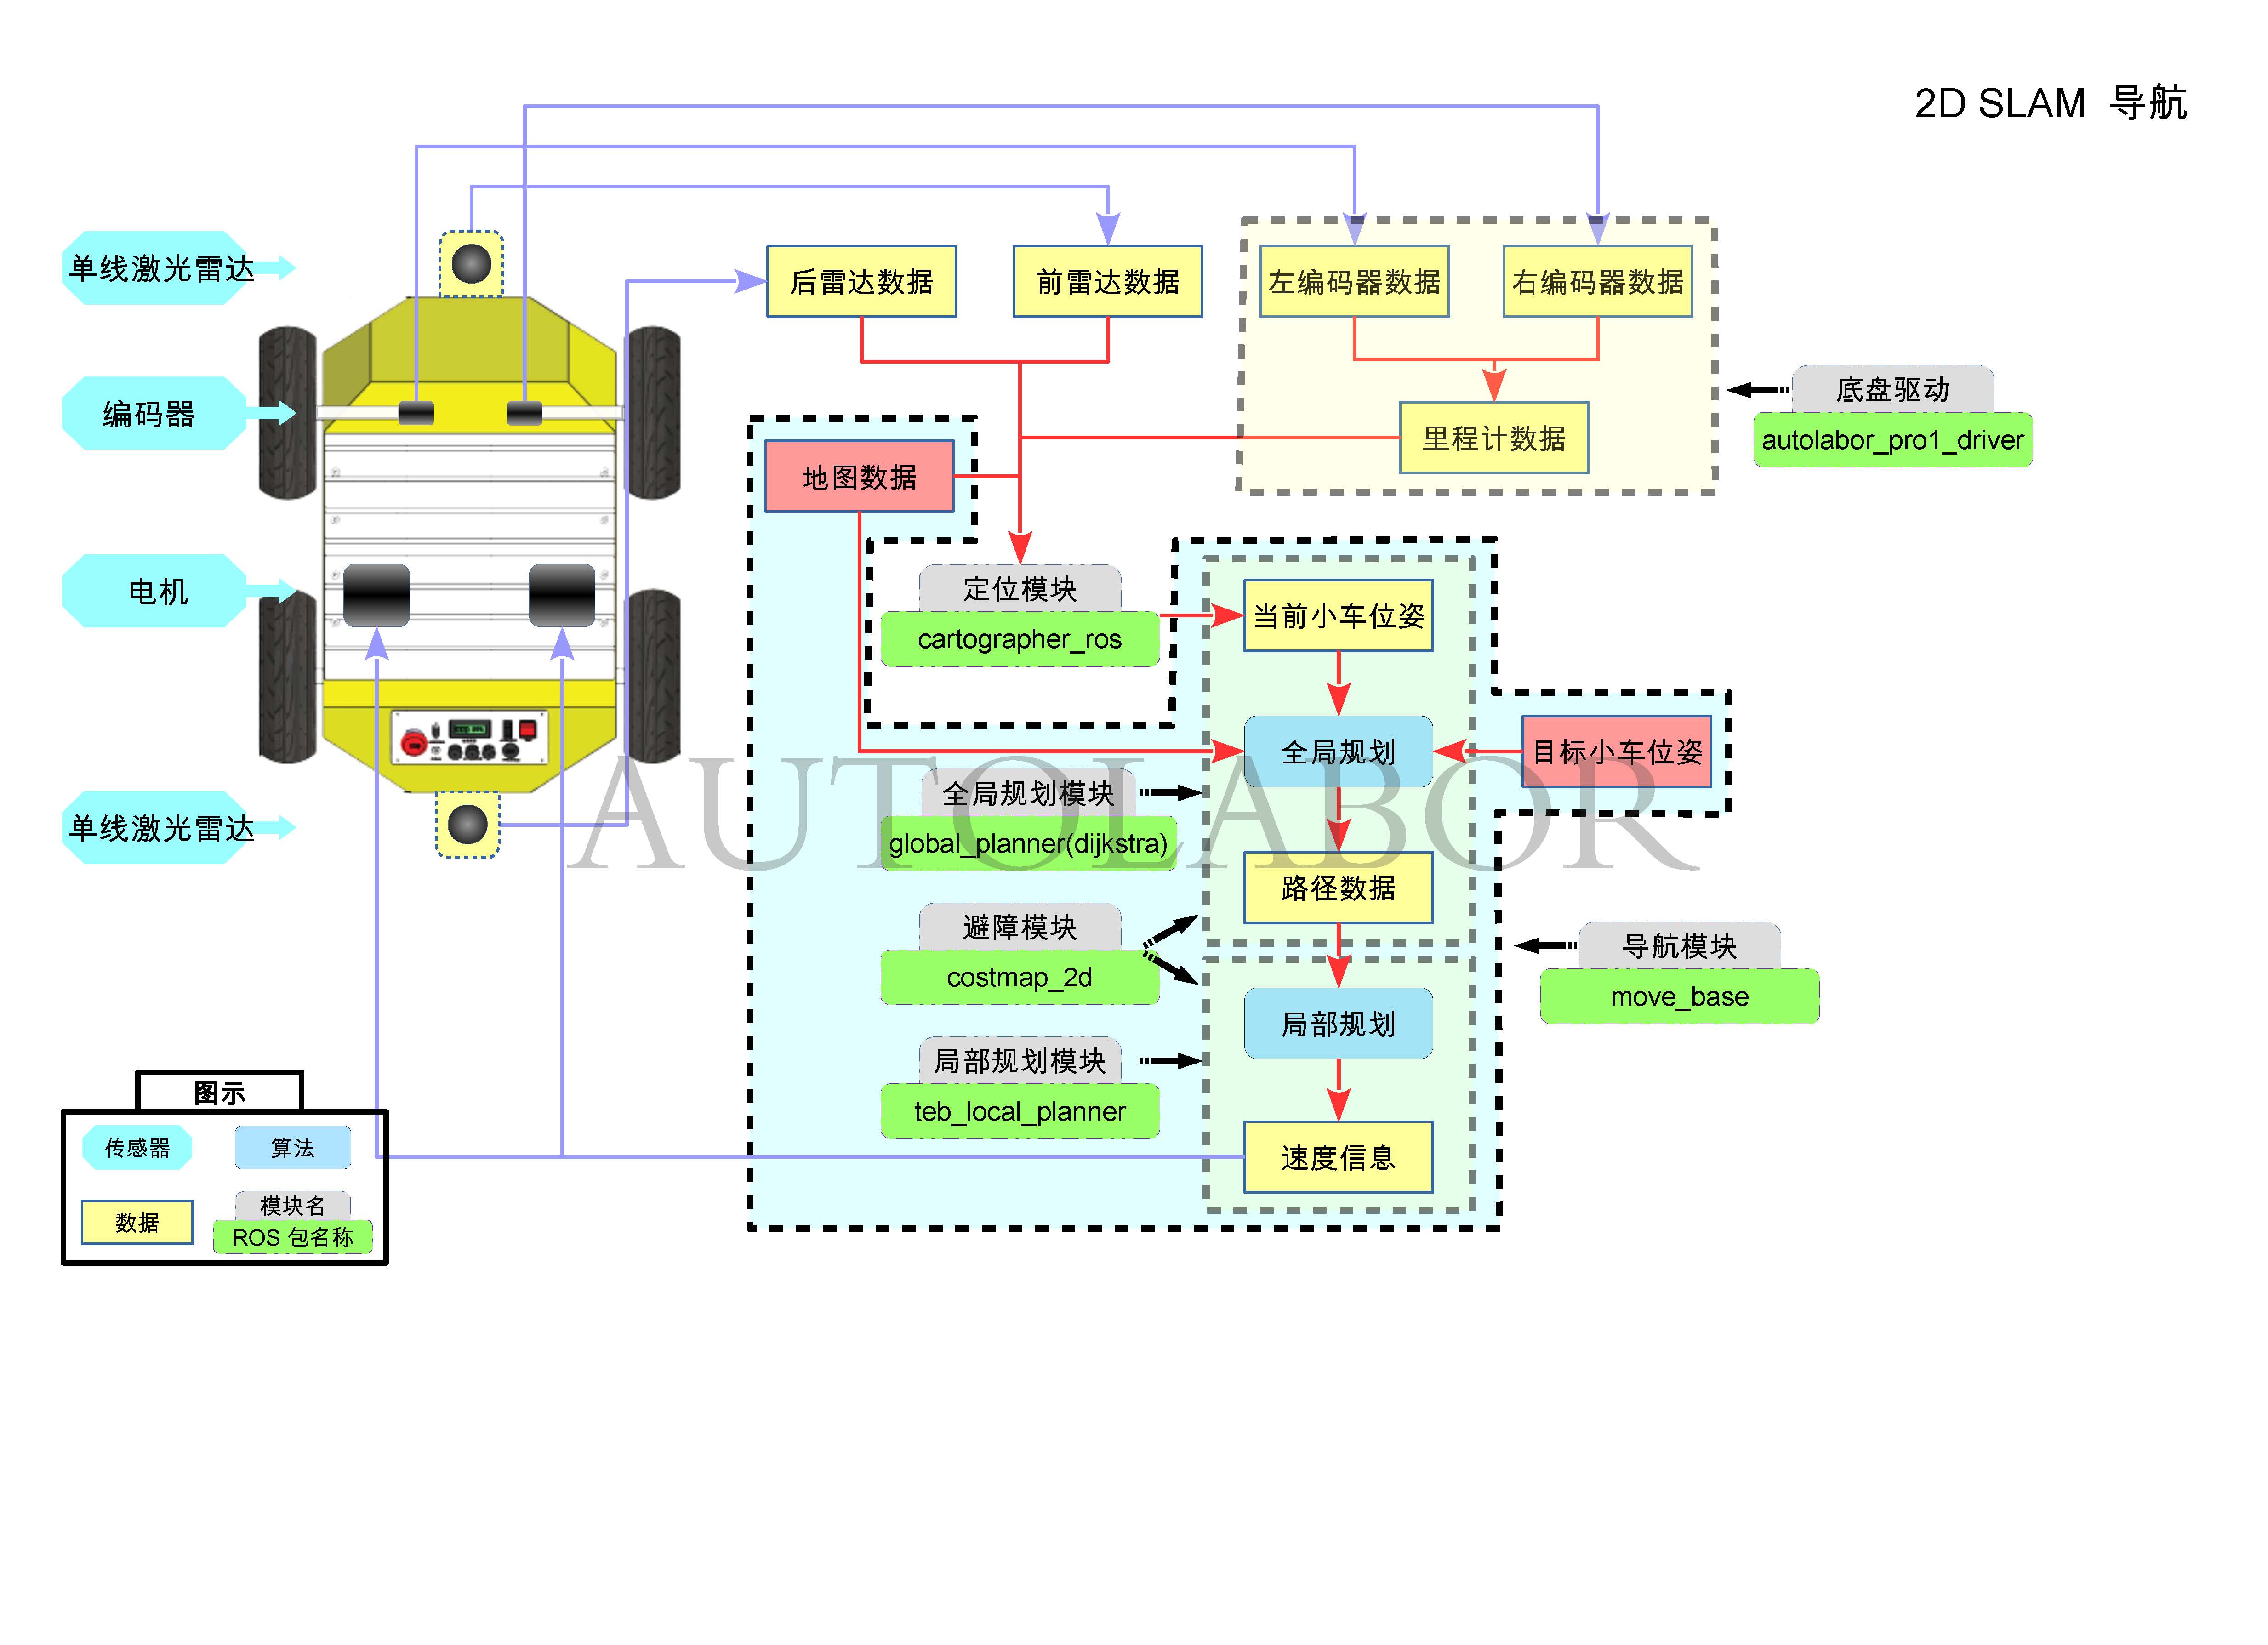 2D SLAM 导航
单线激光雷达
后雷达数据
前雷达数据
左编码器数据
右编码器数据
编码器
底盘驱动
autolabor_pro1_driver
里程计数据
地图数据
电机
定位模块
cartographer_ros
当前小车位姿
全局规划
目标小车位姿
AUTOLABOR
全局规划模块
global_planner(dijkstra)
单线激光雷达
路径数据
避障模块
costmap_2d
导航模块
move_base
局部规划
局部规划模块
teb_local_planner
速度信息
图示
传感器
算法
数据
模块名
ROS 包名称